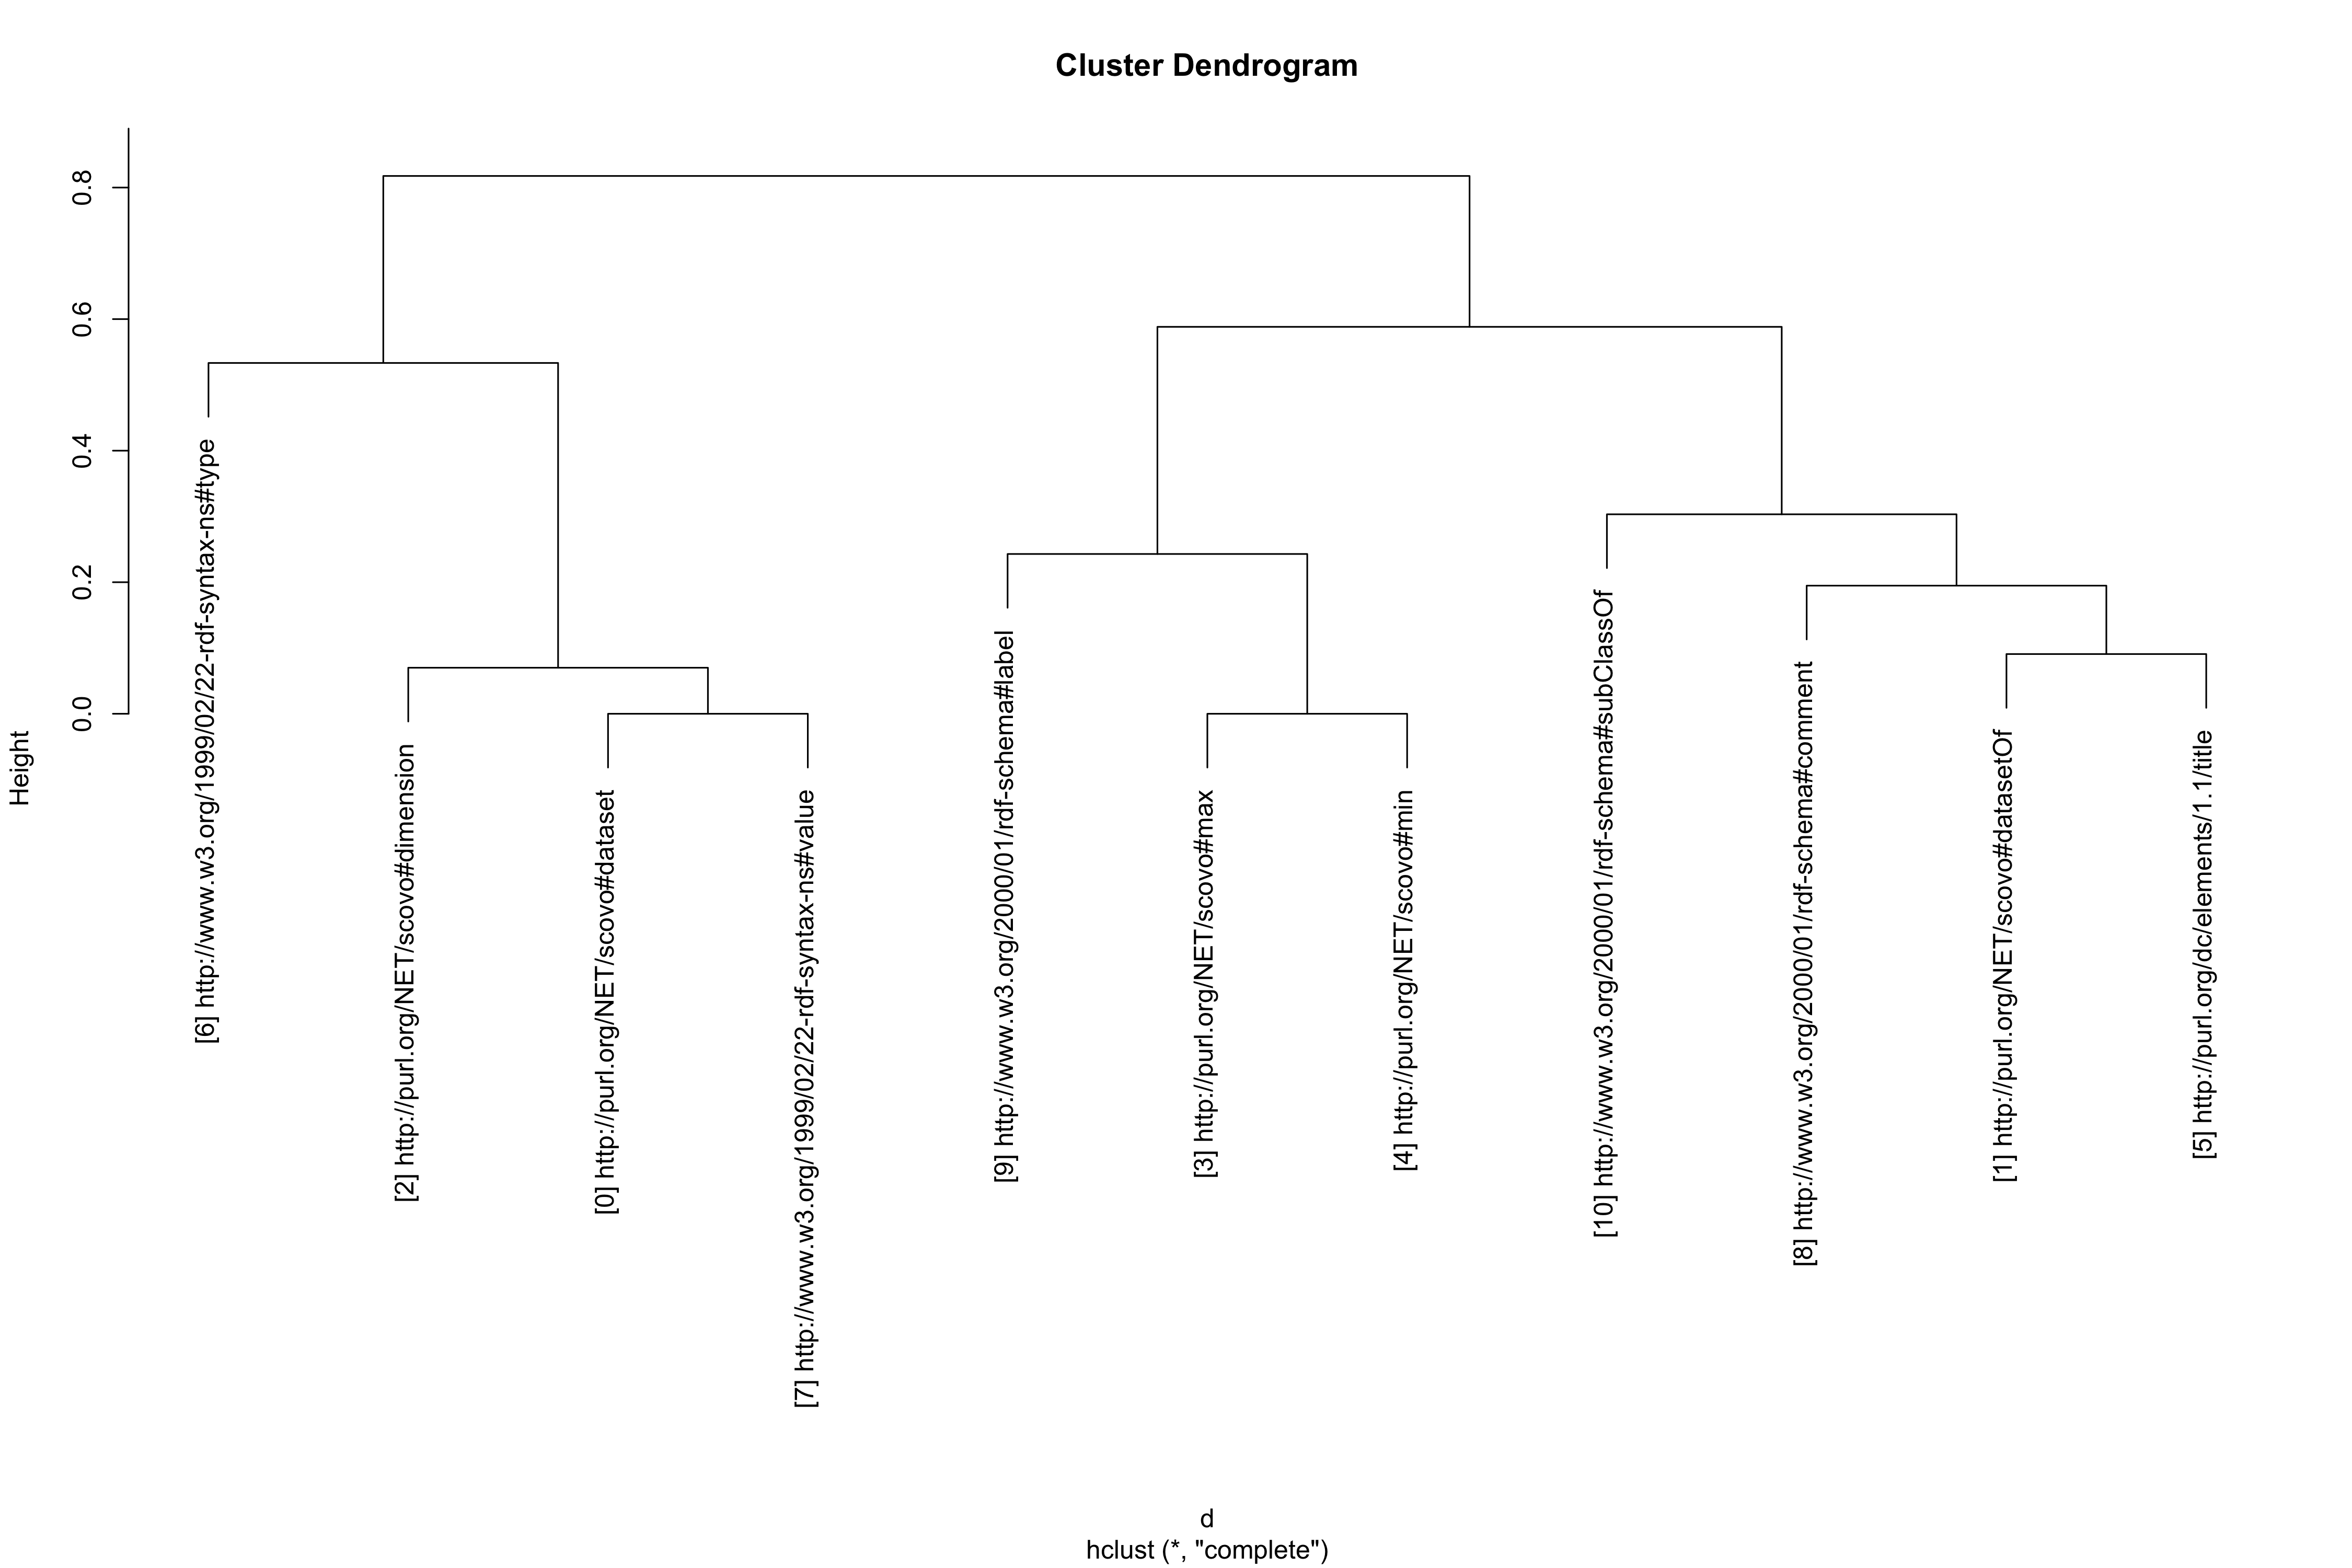 Cluster Dendrogram
Height
0.0
0.2
0.4
0.6
0.8
[6] http://www.w3.org/1999/02/22-rdf-syntax-ns#type
[2] http://purl.org/NET/scovo#dimension
[0] http://purl.org/NET/scovo#dataset
[7] http://www.w3.org/1999/02/22-rdf-syntax-ns#value
[9] http://www.w3.org/2000/01/rdf-schema#label
[3] http://purl.org/NET/scovo#max
[4] http://purl.org/NET/scovo#min
[10] http://www.w3.org/2000/01/rdf-schema#subClassOf
[8] http://www.w3.org/2000/01/rdf-schema#comment
[1] http://purl.org/NET/scovo#datasetOf
[5] http://purl.org/dc/elements/1.1/title
d
hclust (*, "complete")